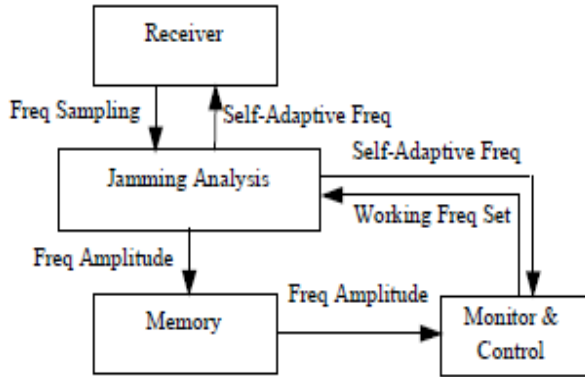 Receiver
Freq Sampling
Self-Adaptive Freq
Self-Adaptive Freq
Jamming Analysis
Working Freq Set
Freq Amplitude
Freq Amplitude
Memory
Monitor &
Control